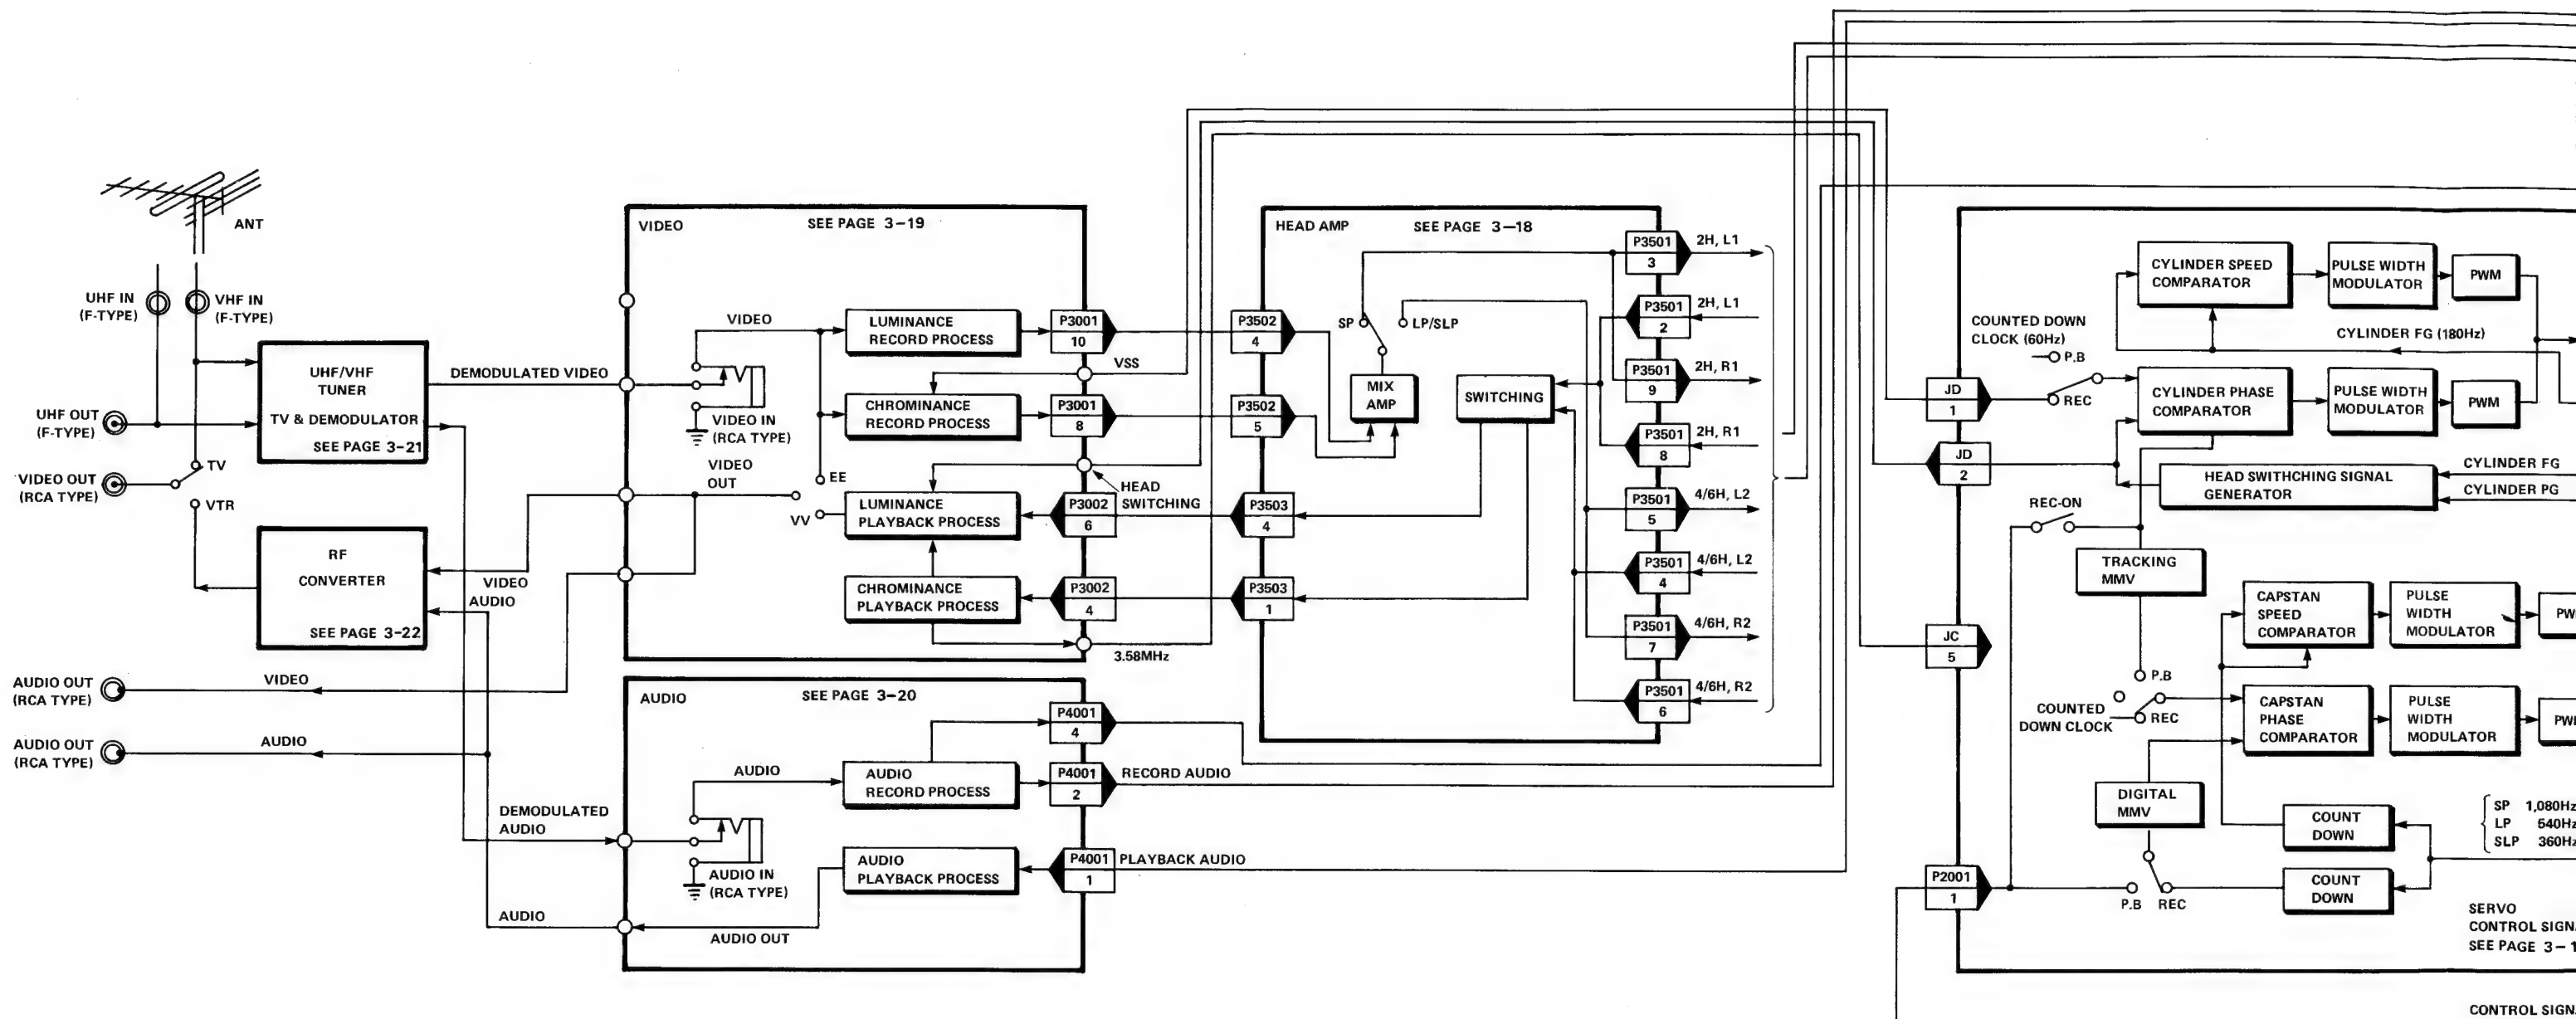 ANT
UHF IN
(F-TYPE)
VHF IN
(F-TYPE)
UHF/VHF
TUNER
TV & DEMODULATOR
SEE PAGE 3-21
UHF OUT
(F-TYPE)
VIDEO OUT
(RCA TYPE)
TV
VTR
RF
CONVERTER
SEE PAGE 3-22
AUDIO OUT
(RCA TYPE)
VIDEO
AUDIO OUT
(RCA TYPE)
AUDIO
DEMODULATED VIDEO
VIDEO
AUDIO
DEMODULATED
AUDIO
AUDIO
VIDEO
SEE PAGE 3-19
VIDEO
LUMINANCE
RECORD PROCESS
P3001
10
VSS
CHROMINANCE
RECORD PROCESS
P3001
8
VIDEO IN
(RCA TYPE)
VIDEO
OUT
EE
VV
HEAD
SWITCHING
LUMINANCE
PLAYBACK PROCESS
P3002
6
CHROMINANCE
PLAYBACK PROCESS
P3002
4
3.58MHz
AUDIO
SEE PAGE 3-20
P4001
4
AUDIO
AUDIO
RECORD PROCESS
P4001
2
RECORD AUDIO
AUDIO IN
(RCA TYPE)
AUDIO
PLAYBACK PROCESS
P4001
1
PLAYBACK AUDIO
AUDIO OUT
HEAD AMP
SEE PAGE 3-18
P3502
4
P3502
5
P3503
4
P3503
1
SP
LP/SLP
MIX
AMP
SWITCHING
P3501
3
2H, L1
P3501
2
2H, L1
P3501
9
2H, R1
P3501
8
2H, R1
P3501
5
4/6H, L2
P3501
4
4/6H, L2
P3501
7
4/6H, R2
P3501
6
4/6H, R2
CYLINDER SPEED
COMPARATOR
PULSE WIDTH
MODULATOR
PWM
COUNTED DOWN
CLOCK (60Hz)
P.B
REC
CYLINDER FG (180Hz)
JD
1
CYLINDER PHASE
COMPARATOR
PULSE WIDTH
MODULATOR
PWM
JD
2
HEAD SWITHCHING SIGNAL
GENERATOR
CYLINDER FG
CYLINDER PG
REC-ON
TRACKING
MMV
JC
5
CAPSTAN
SPEED
COMPARATOR
PULSE
WIDTH
MODULATOR
PW
P.B
REC
COUNTED
DOWN CLOCK
CAPSTAN
PHASE
COMPARATOR
PULSE
WIDTH
MODULATOR
PW
DIGITAL
MMV
COUNT
DOWN
SP 1,080Hz
LP 540Hz
SLP 360Hz
P2001
1
P.B REC
COUNT
DOWN
SERVO
CONTROL SIGN
SEE PAGE 3-1
CONTROL SIGN